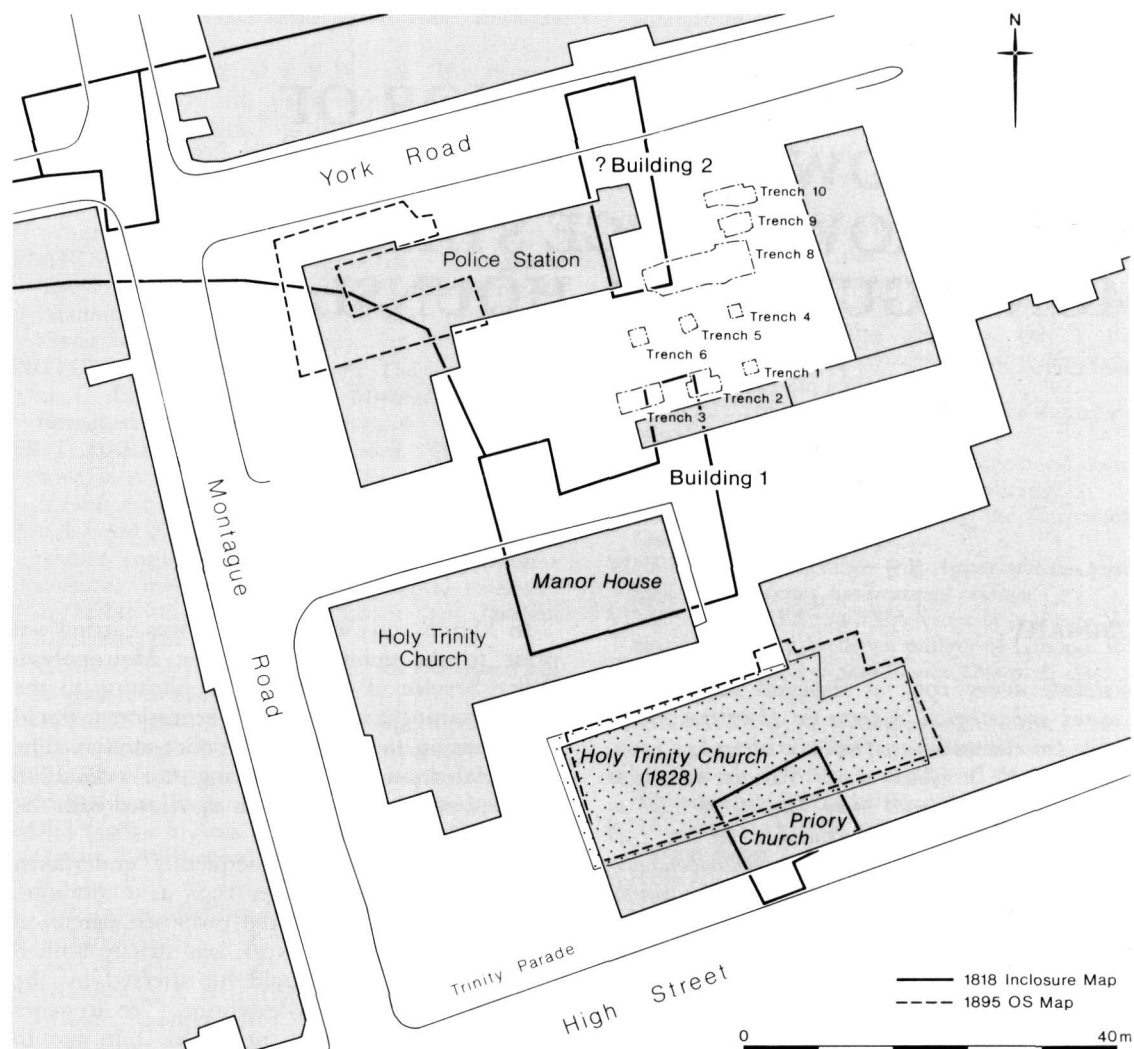 N
York Road
? Building 2
Trench 10
Trench 9
Police Station
Trench 8
Trench 4
Trench 5
Trench 6
Trench 1
Trench 2
Trench 3
Building 1
Montague Road
Manor House
Holy Trinity
Church
Holy Trinity Church
(1828)
Priory
Church
Trinity Parade
High Street
1818 Inclosure Map
1895 OS Map
0
40m